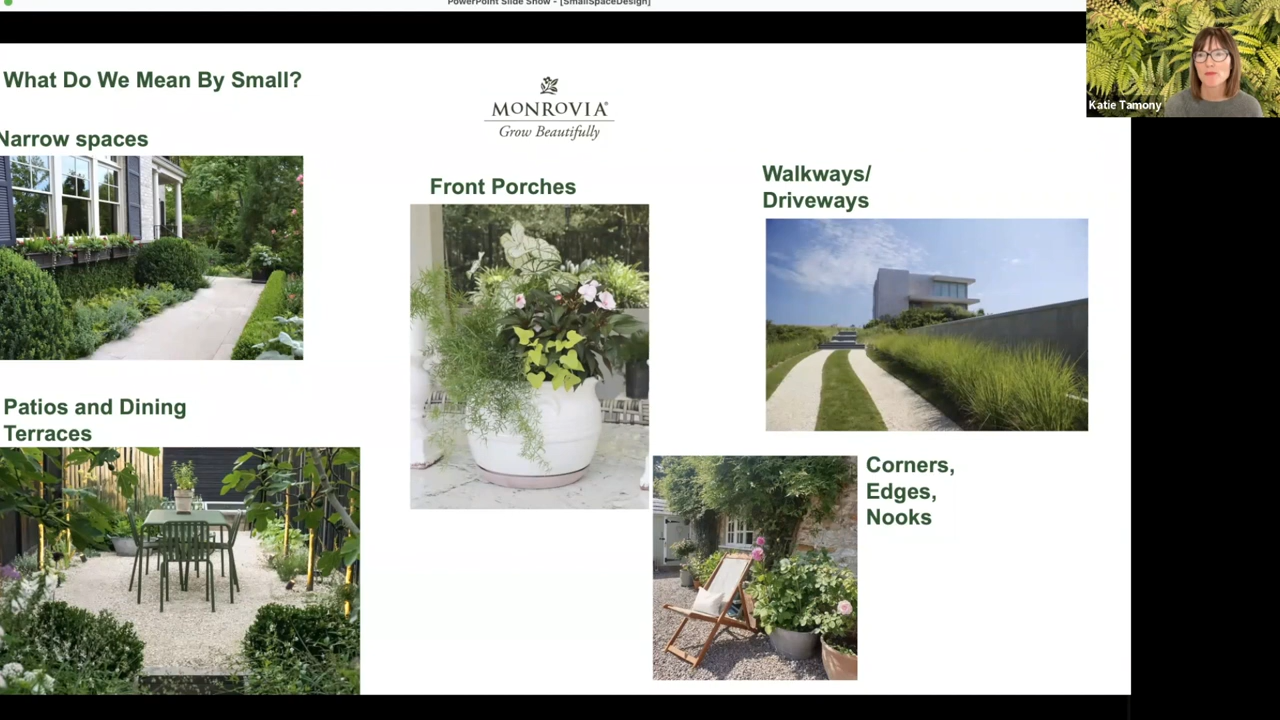 PowerPoint Slide Show - [SmallSpaceDesign]
Katie Tamony
What Do We Mean By Small?
MONROVIA®
Grow Beautifully
Narrow spaces
Front Porches
Walkways/
Driveways
Patios and Dining
Terraces
Corners,
Edges,
Nooks